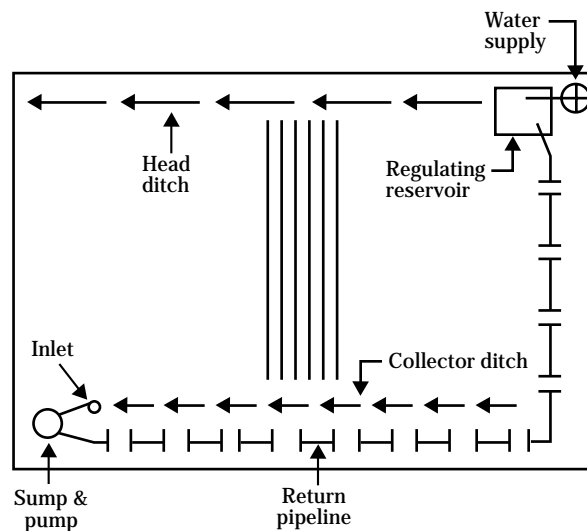 Water
supply
Head
ditch
Regulating
reservoir
Inlet
Collector ditch
Sump &
pump
Return
pipeline